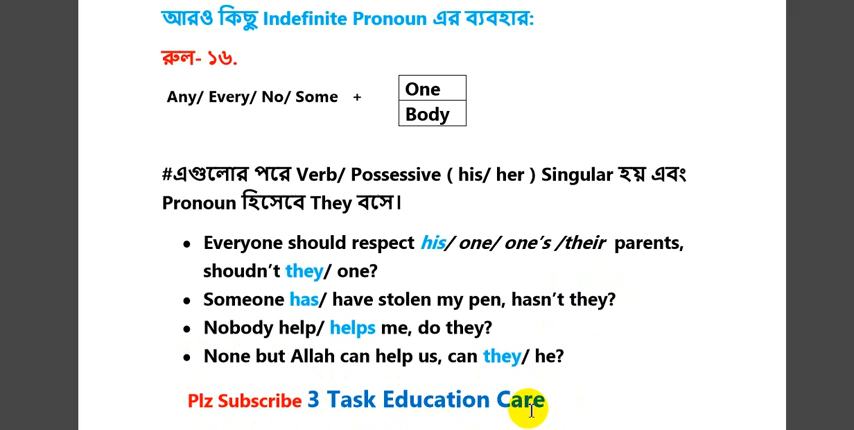 আরও কিছু Indefinite Pronoun এর ব্যবহার:
রুল- ১৬.
Any/ Every/ No/ Some +
One
Body
#এগুলোর পরে Verb/ Possessive ( his/ her ) Singular হয় এবং
Pronoun হিসেবে They বসে।
• Everyone should respect his/ one/ one's /their parents,
shoudn't they/ one?
• Someone has/ have stolen my pen, hasn't they?
• Nobody help/ helps me, do they?
• None but Allah can help us, can they/ he?
Plz Subscribe 3 Task Education Care